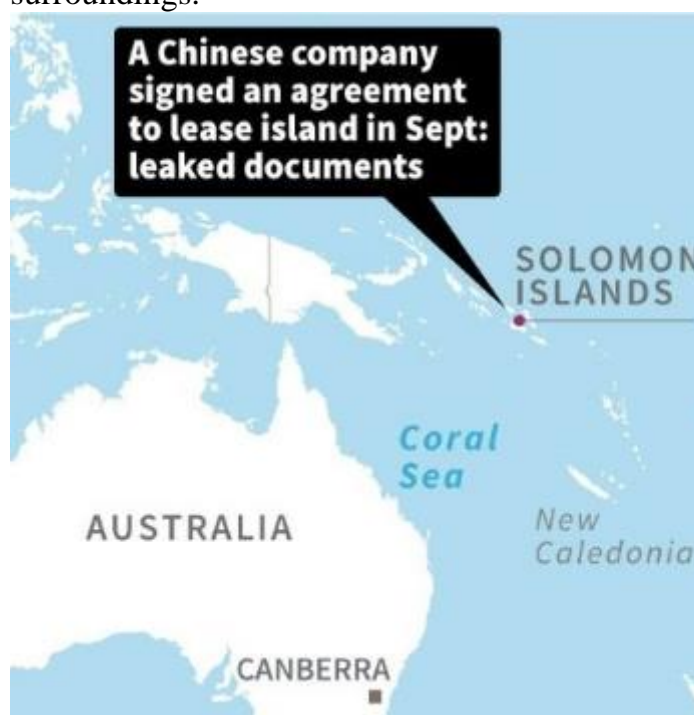 surroundings.
A Chinese company
signed an agreement
to lease island in Sept:
leaked documents
SOLOMON
ISLANDS
Coral
Sea
AUSTRALIA
New
Caledonia
CANBERRA